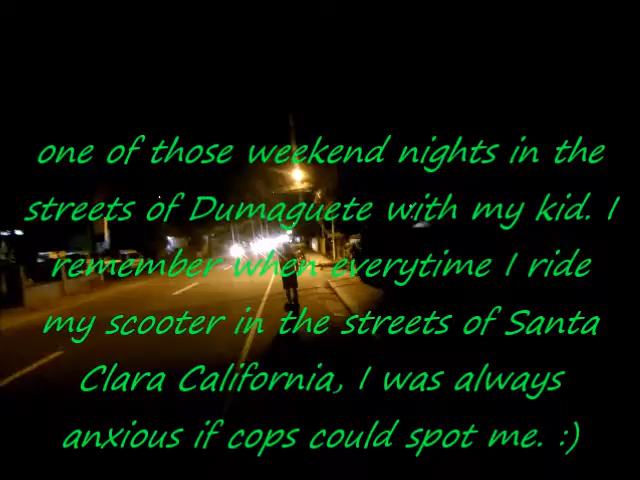 one of those weekend nights in the
streets of Dumaguete with my kid. I
remember when everytime I ride
my scooter in the streets of Santa
Clara California, I was always
anxious if cops could spot me. :)